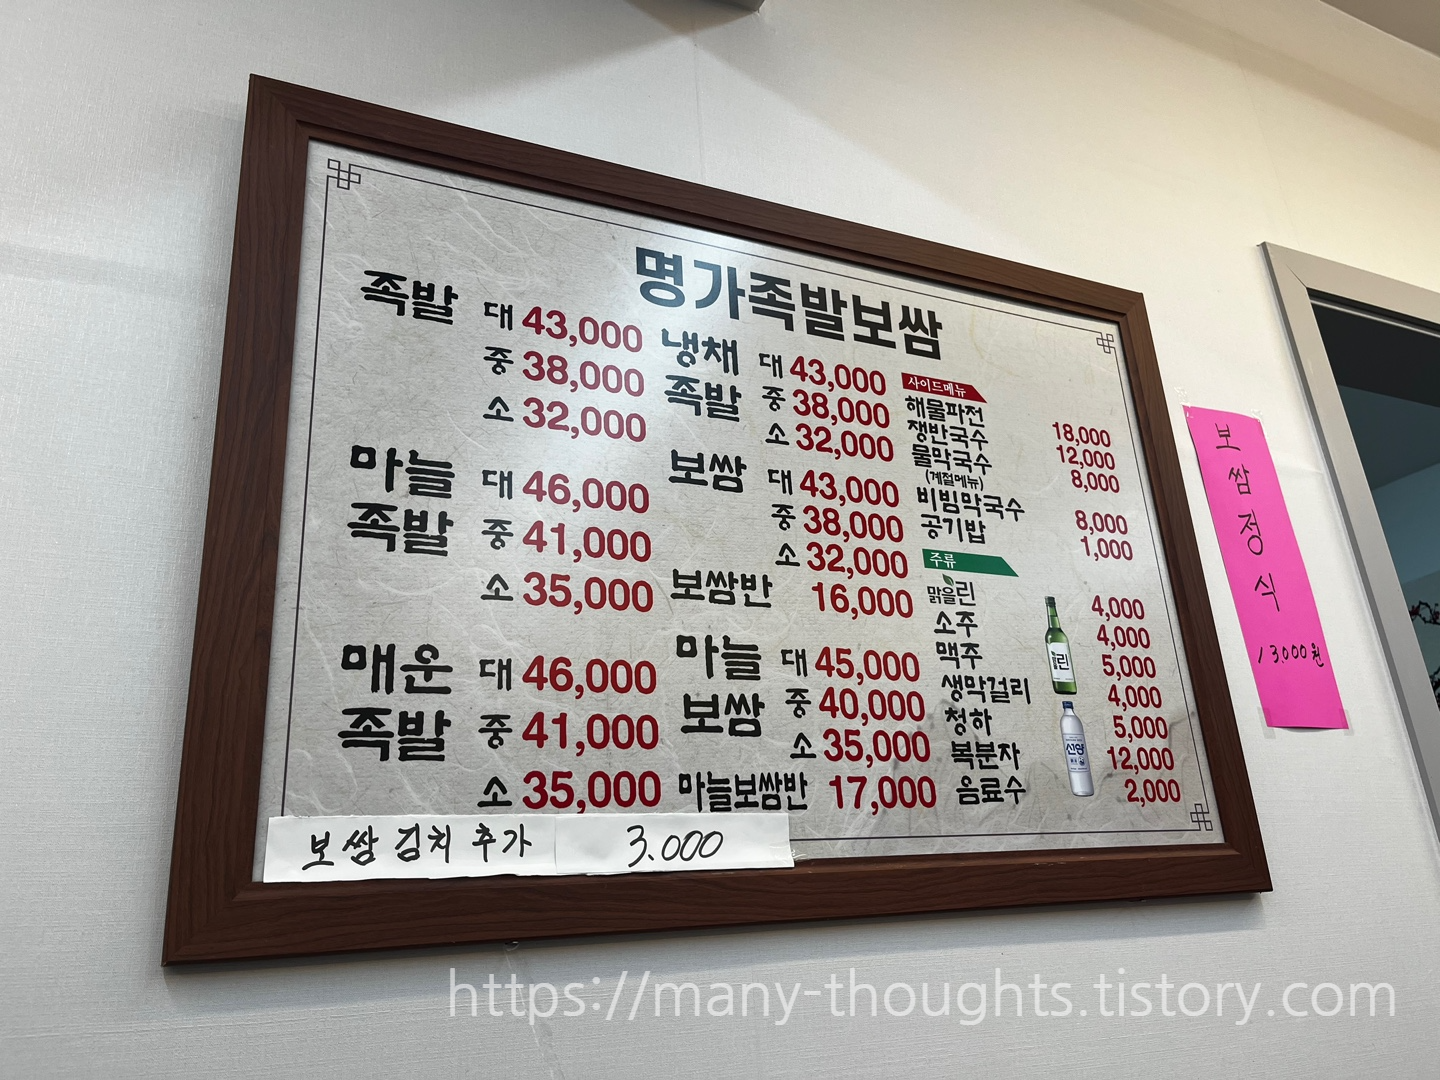 명가족발보쌈
족발 대 43,000
중 38,000
소 32,000
마늘 족발 대 46,000
중 41,000
소 35,000
매운 족발 대 46,000
중 41,000
소 35,000
냉채 족발 대 43,000
중 38,000
소 32,000
보쌈 대 43,000
중 38,000
소 32,000
보쌈반 16,000
마늘 보쌈 대 45,000
중 40,000
소 35,000
마늘보쌈반 17,000
사이드메뉴
해물파전 18,000
쟁반국수 12,000
물막국수 8,000
(계절메뉴)
비빔막국수 8,000
공기밥 1,000
주류
맑을린 4,000
소주 4,000
맥주 5,000
생막걸리 4,000
청하 5,000
복분자 12,000
음료수 2,000
린
선양
보쌈 김치 추가 3.000
보쌈정식
13.000원
https://many-thoughts.tistory.com